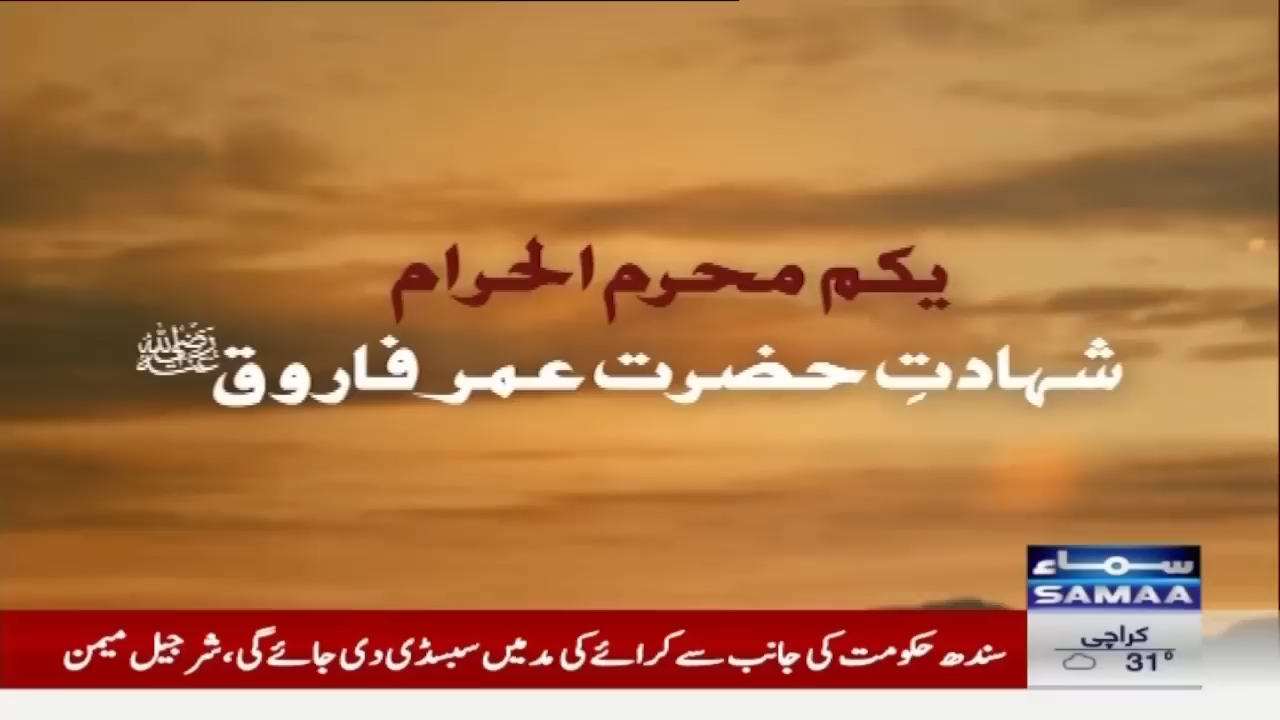 یکم محرم الحرام
شہادتِ حضرت عمر فاروق رضی اللہ عنہ
سماء
SAMAA
کراچی
31°
سندھ حکومت کی جانب سے کرائے کی مد میں سبسڈی دی جائے گی، شرجیل میمن